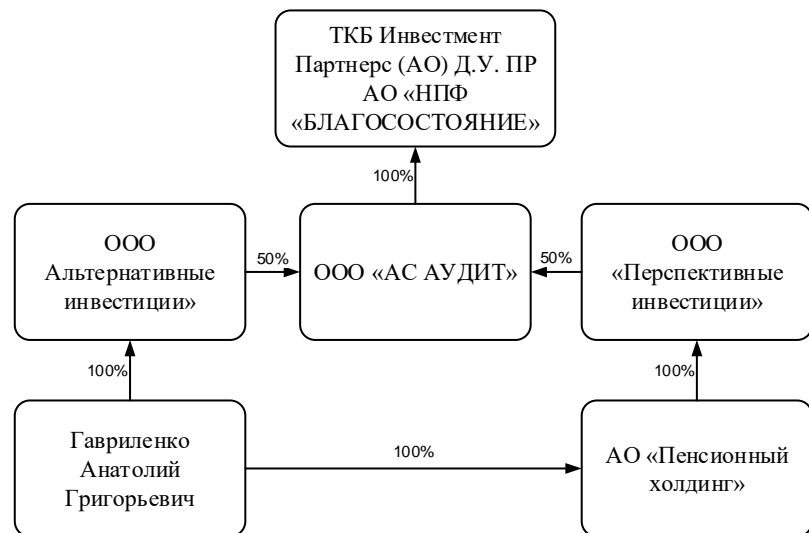 ТКБ Инвестмент
Партнерс (АО) Д.У. ПР
АО «НПФ
«БЛАГОСОСТОЯНИЕ»
100%
ООО
Альтернативные
инвестиции»
50%
ООО «АС АУДИТ»
50%
ООО
«Перспективные
инвестиции»
100%
100%
Гавриленко
Анатолий
Григорьевич
100%
АО «Пенсионный
холдинг»